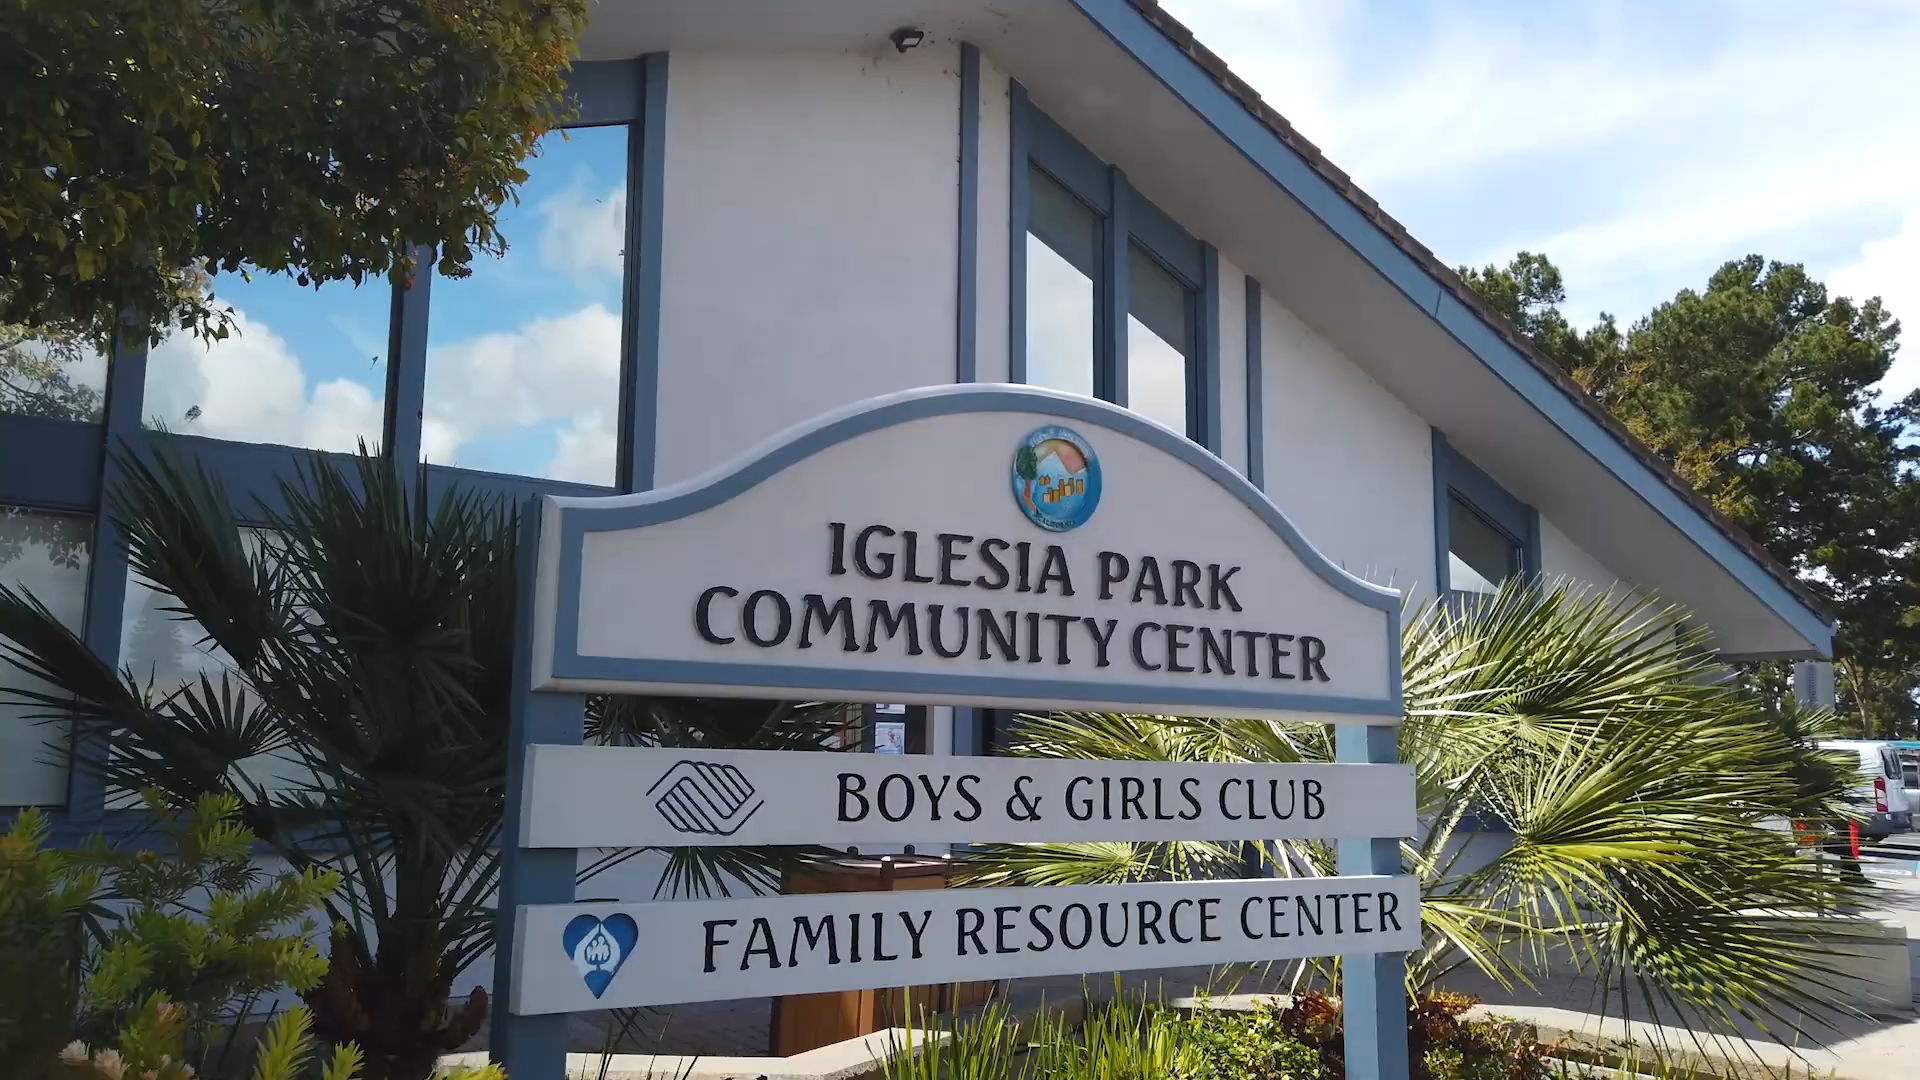 IGLESIA PARK
COMMUNITY CENTER
BOYS & GIRLS CLUB
FAMILY RESOURCE CENTER